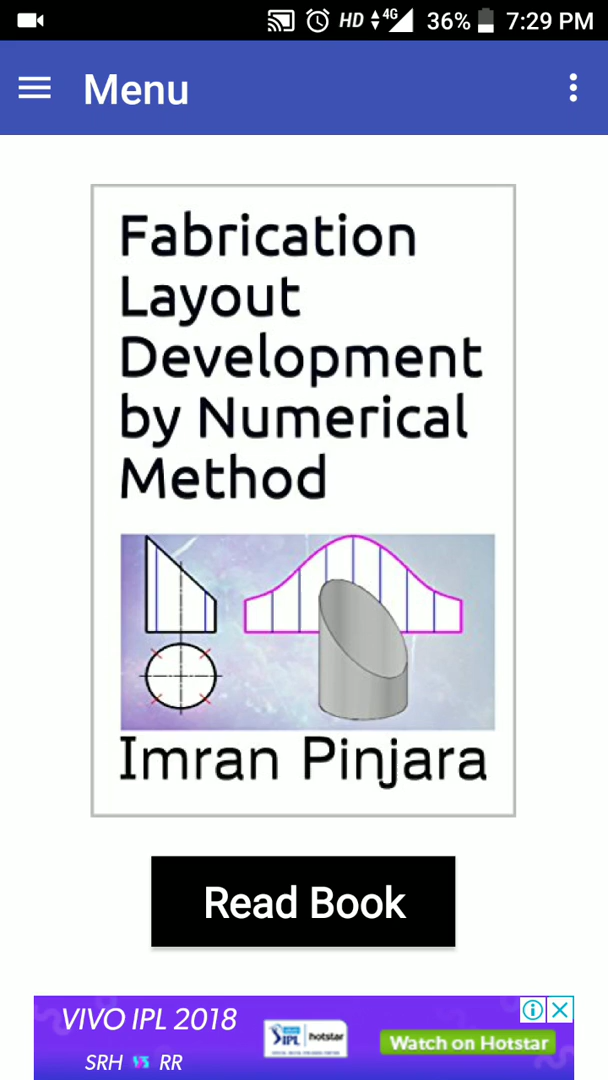 HD 4G 36% 7:29 PM
Menu
Fabrication
Layout
Development
by Numerical
Method
Imran Pinjara
Read Book
VIVO IPL 2018
SRH VS RR
IPL hotstar
Watch on Hotstar